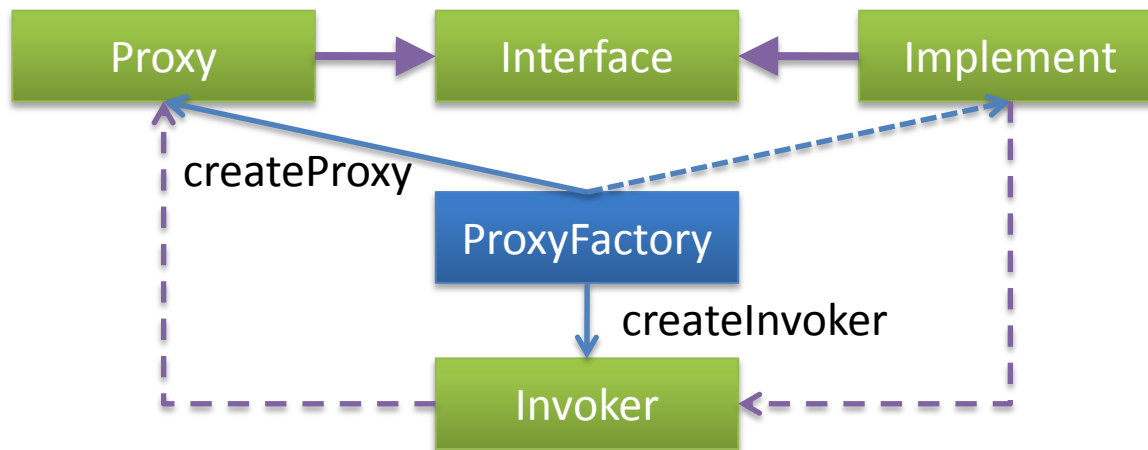 Proxy
Interface
Implement
createProxy
ProxyFactory
createInvoker
Invoker